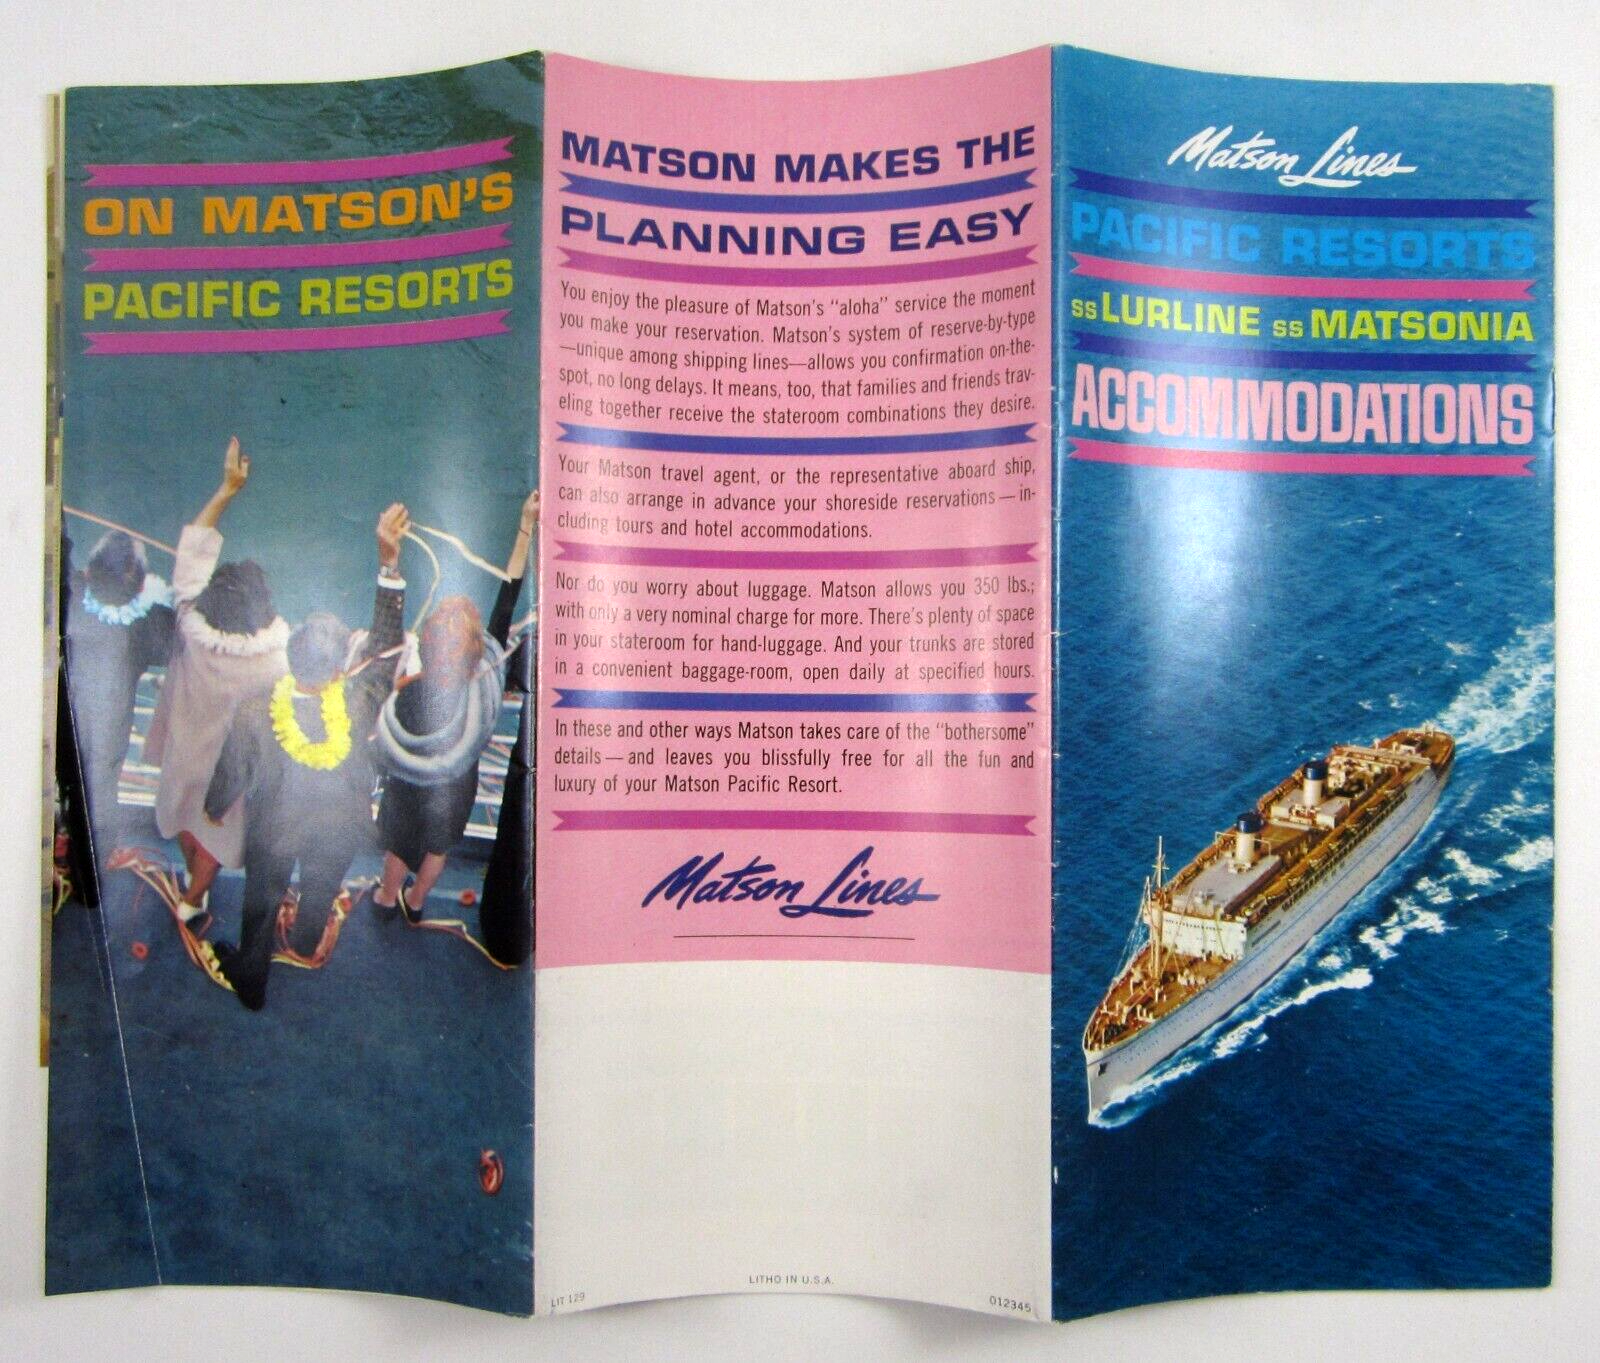 ON MATSON'S
PACIFIC RESORTS
MATSON MAKES THE
PLANNING EASY
You enjoy the pleasure of Matson's "aloha" service the moment
you make your reservation. Matson's system of reserve-by-type
—unique among shipping lines—allows you confirmation on-the-
spot, no long delays. It means, too, that families and friends trav-
eling together receive the stateroom combinations they desire.
Your Matson travel agent, or the representative aboard ship,
can also arrange in advance your shoreside reservations — in-
cluding tours and hotel accommodations.
Nor do you worry about luggage. Matson allows you 350 lbs.;
with only a very nominal charge for more. There's plenty of space
in your stateroom for hand-luggage. And your trunks are stored
in a convenient baggage-room, open daily at specified hours.
In these and other ways Matson takes care of the "bothersome"
details — and leaves you blissfully free for all the fun and
luxury of your Matson Pacific Resort.
Matson Lines
LITHO IN U.S.A.
LIT 129
012345
Matson Lines
PACIFIC RESORTS
SS LURLINE SS MATSONIA
ACCOMMODATIONS